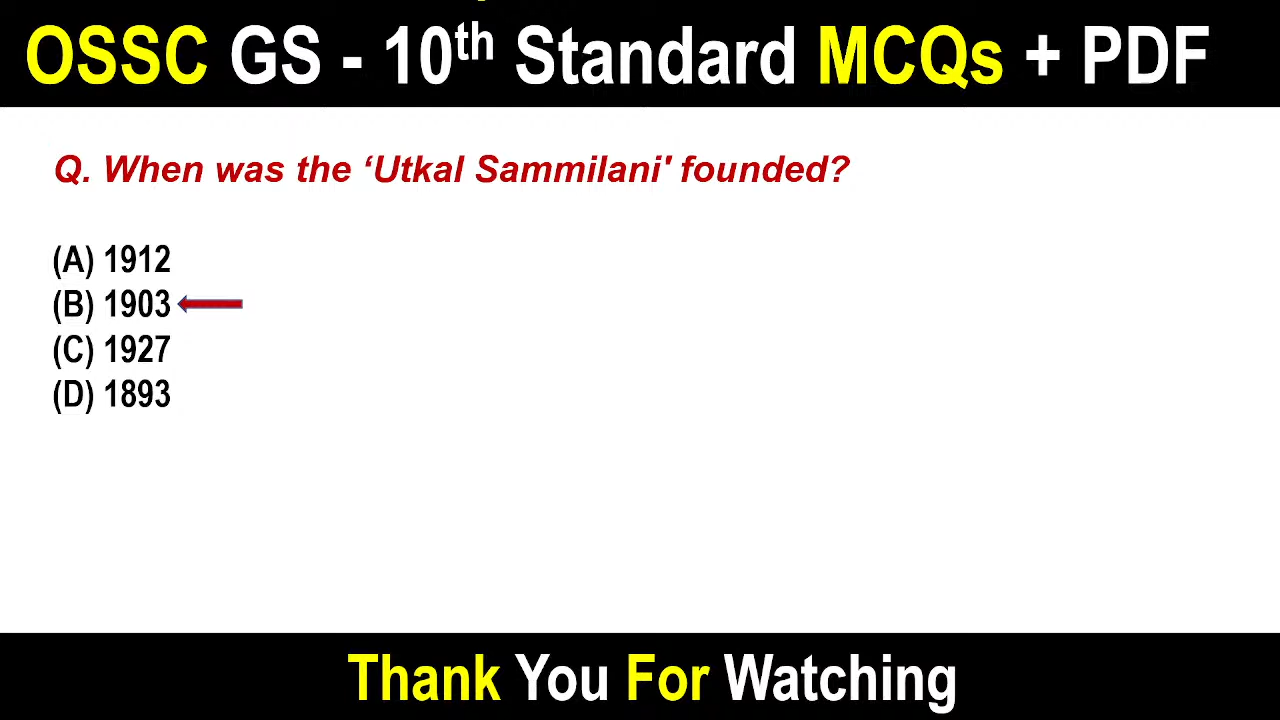 OSSC GS - 10th Standard MCQs + PDF
Q. When was the ‘Utkal Sammilani' founded?
(A) 1912
(B) 1903
(C) 1927
(D) 1893
Thank You For Watching